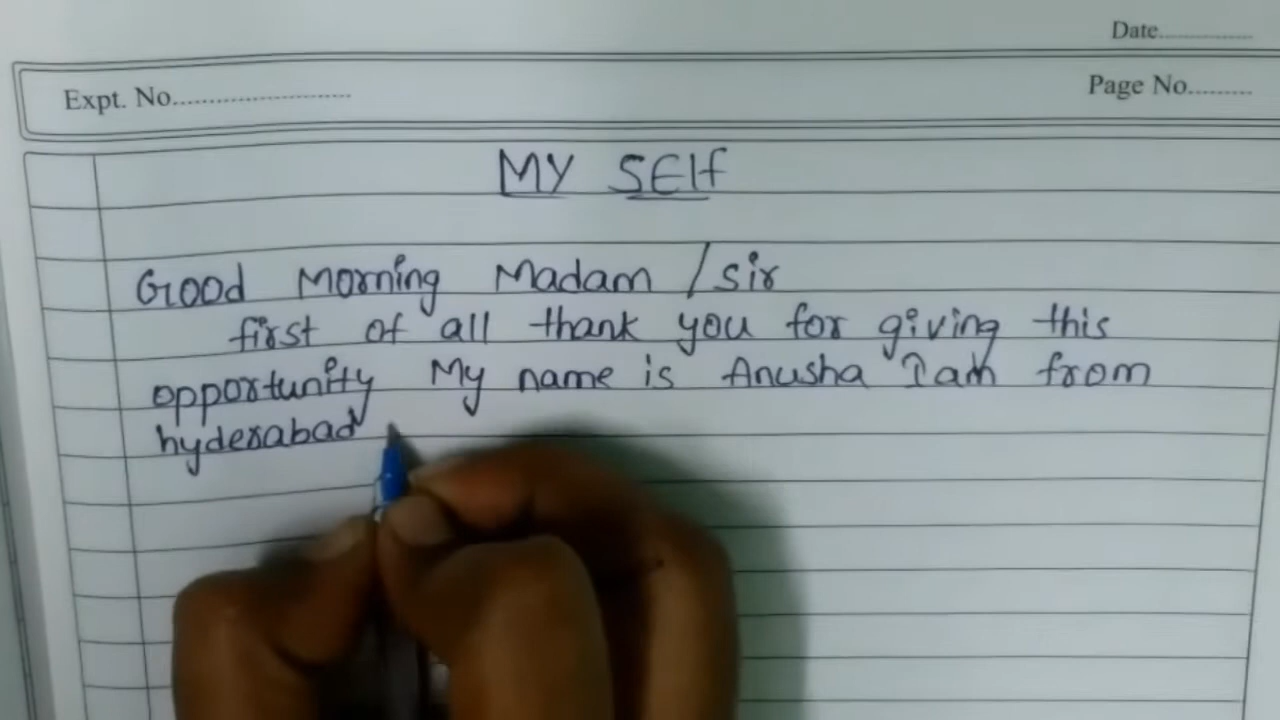 Date............
Expt. No..........................
Page No.........
MY SElf
Good Morning Madam / Sir
first of all thank you for giving this
opportunity My name is Anusha Iam from
hyderabad